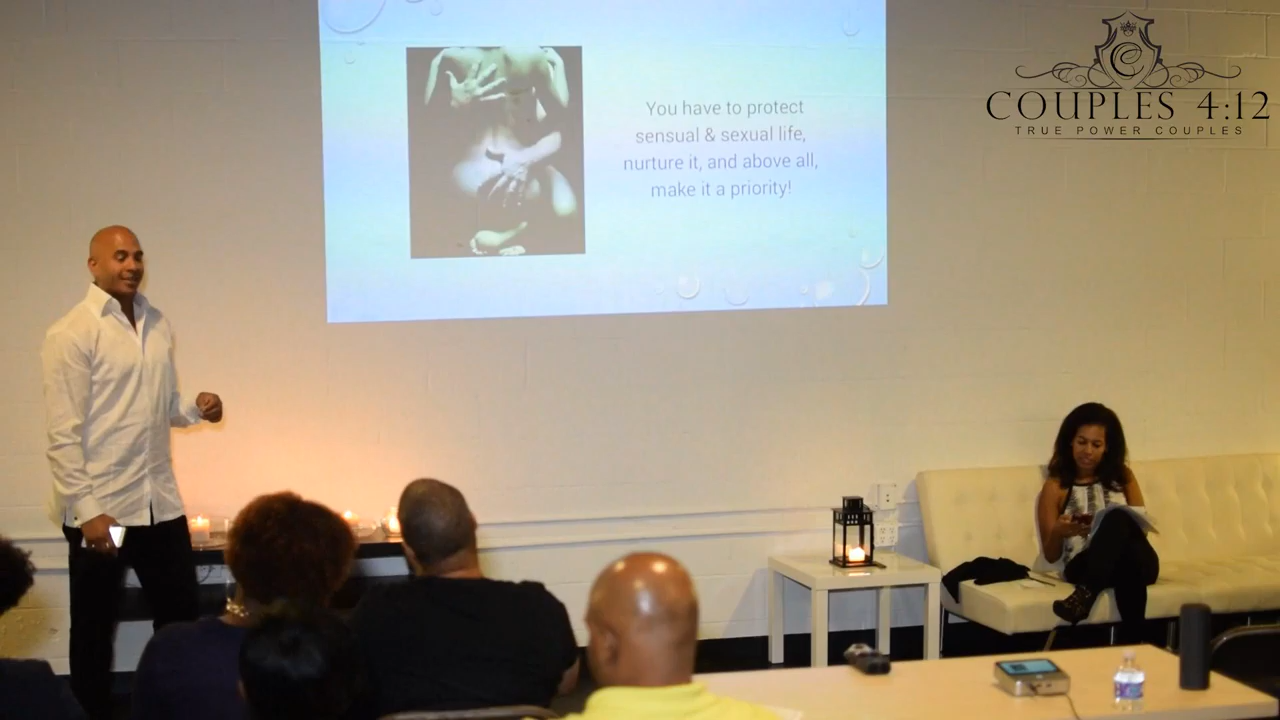 COUPLES 4:12
TRUE POWER COUPLES
You have to protect
sensual & sexual life,
nurture it, and above all,
make it a priority!